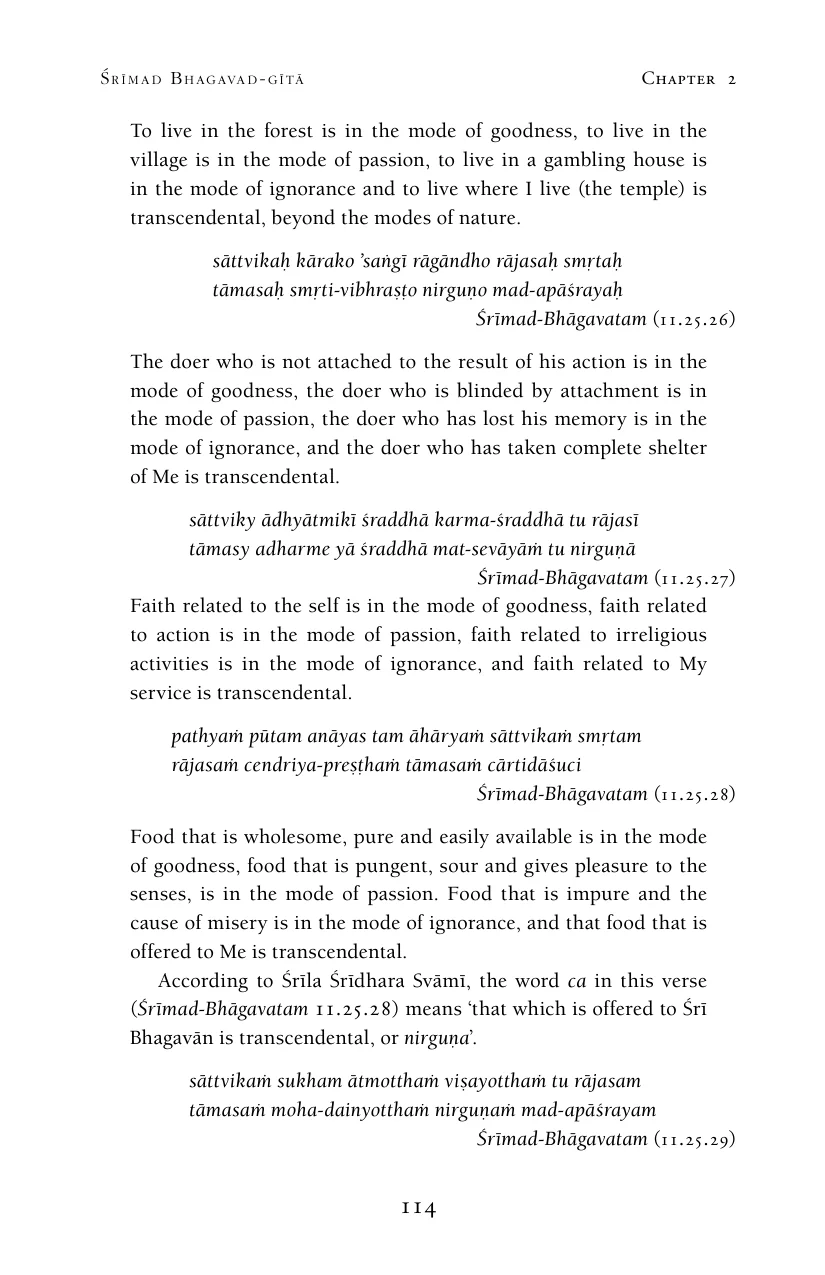 Śrīmad Bhagavad-gītā Chapter 2
To live in the forest is in the mode of goodness, to live in the
village is in the mode of passion, to live in a gambling house is
in the mode of ignorance and to live where I live (the temple) is
transcendental, beyond the modes of nature.
sāttvikaḥ kārako ’saṅgī rāgāndho rājasaḥ smṛtaḥ
tāmasaḥ smṛti-vibhraṣṭo nirguṇo mad-apāśrayaḥ
Śrīmad-Bhāgavatam (11.25.26)
The doer who is not attached to the result of his action is in the
mode of goodness, the doer who is blinded by attachment is in
the mode of passion, the doer who has lost his memory is in the
mode of ignorance, and the doer who has taken complete shelter
of Me is transcendental.
sāttviky ādhyātmikī śraddhā karma-śraddhā tu rājasī
tāmasy adharme yā śraddhā mat-sevāyāṁ tu nirguṇā
Śrīmad-Bhāgavatam (11.25.27)
Faith related to the self is in the mode of goodness, faith related
to action is in the mode of passion, faith related to irreligious
activities is in the mode of ignorance, and faith related to My
service is transcendental.
pathyaṁ pūtam anāyas tam āhāryaṁ sāttvikaṁ smṛtam
rājasaṁ cendriya-preṣṭhaṁ tāmasaṁ cārtidāśuci
Śrīmad-Bhāgavatam (11.25.28)
Food that is wholesome, pure and easily available is in the mode
of goodness, food that is pungent, sour and gives pleasure to the
senses, is in the mode of passion. Food that is impure and the
cause of misery is in the mode of ignorance, and that food that is
offered to Me is transcendental.
According to Śrīla Śrīdhara Svāmī, the word ca in this verse
(Śrīmad-Bhāgavatam 11.25.28) means ‘that which is offered to Śrī
Bhagavān is transcendental, or nirguṇa’.
sāttvikaṁ sukham ātmotthaṁ viṣayotthaṁ tu rājasam
tāmasaṁ moha-dainyotthaṁ nirguṇaṁ mad-apāśrayam
Śrīmad-Bhāgavatam (11.25.29)
114